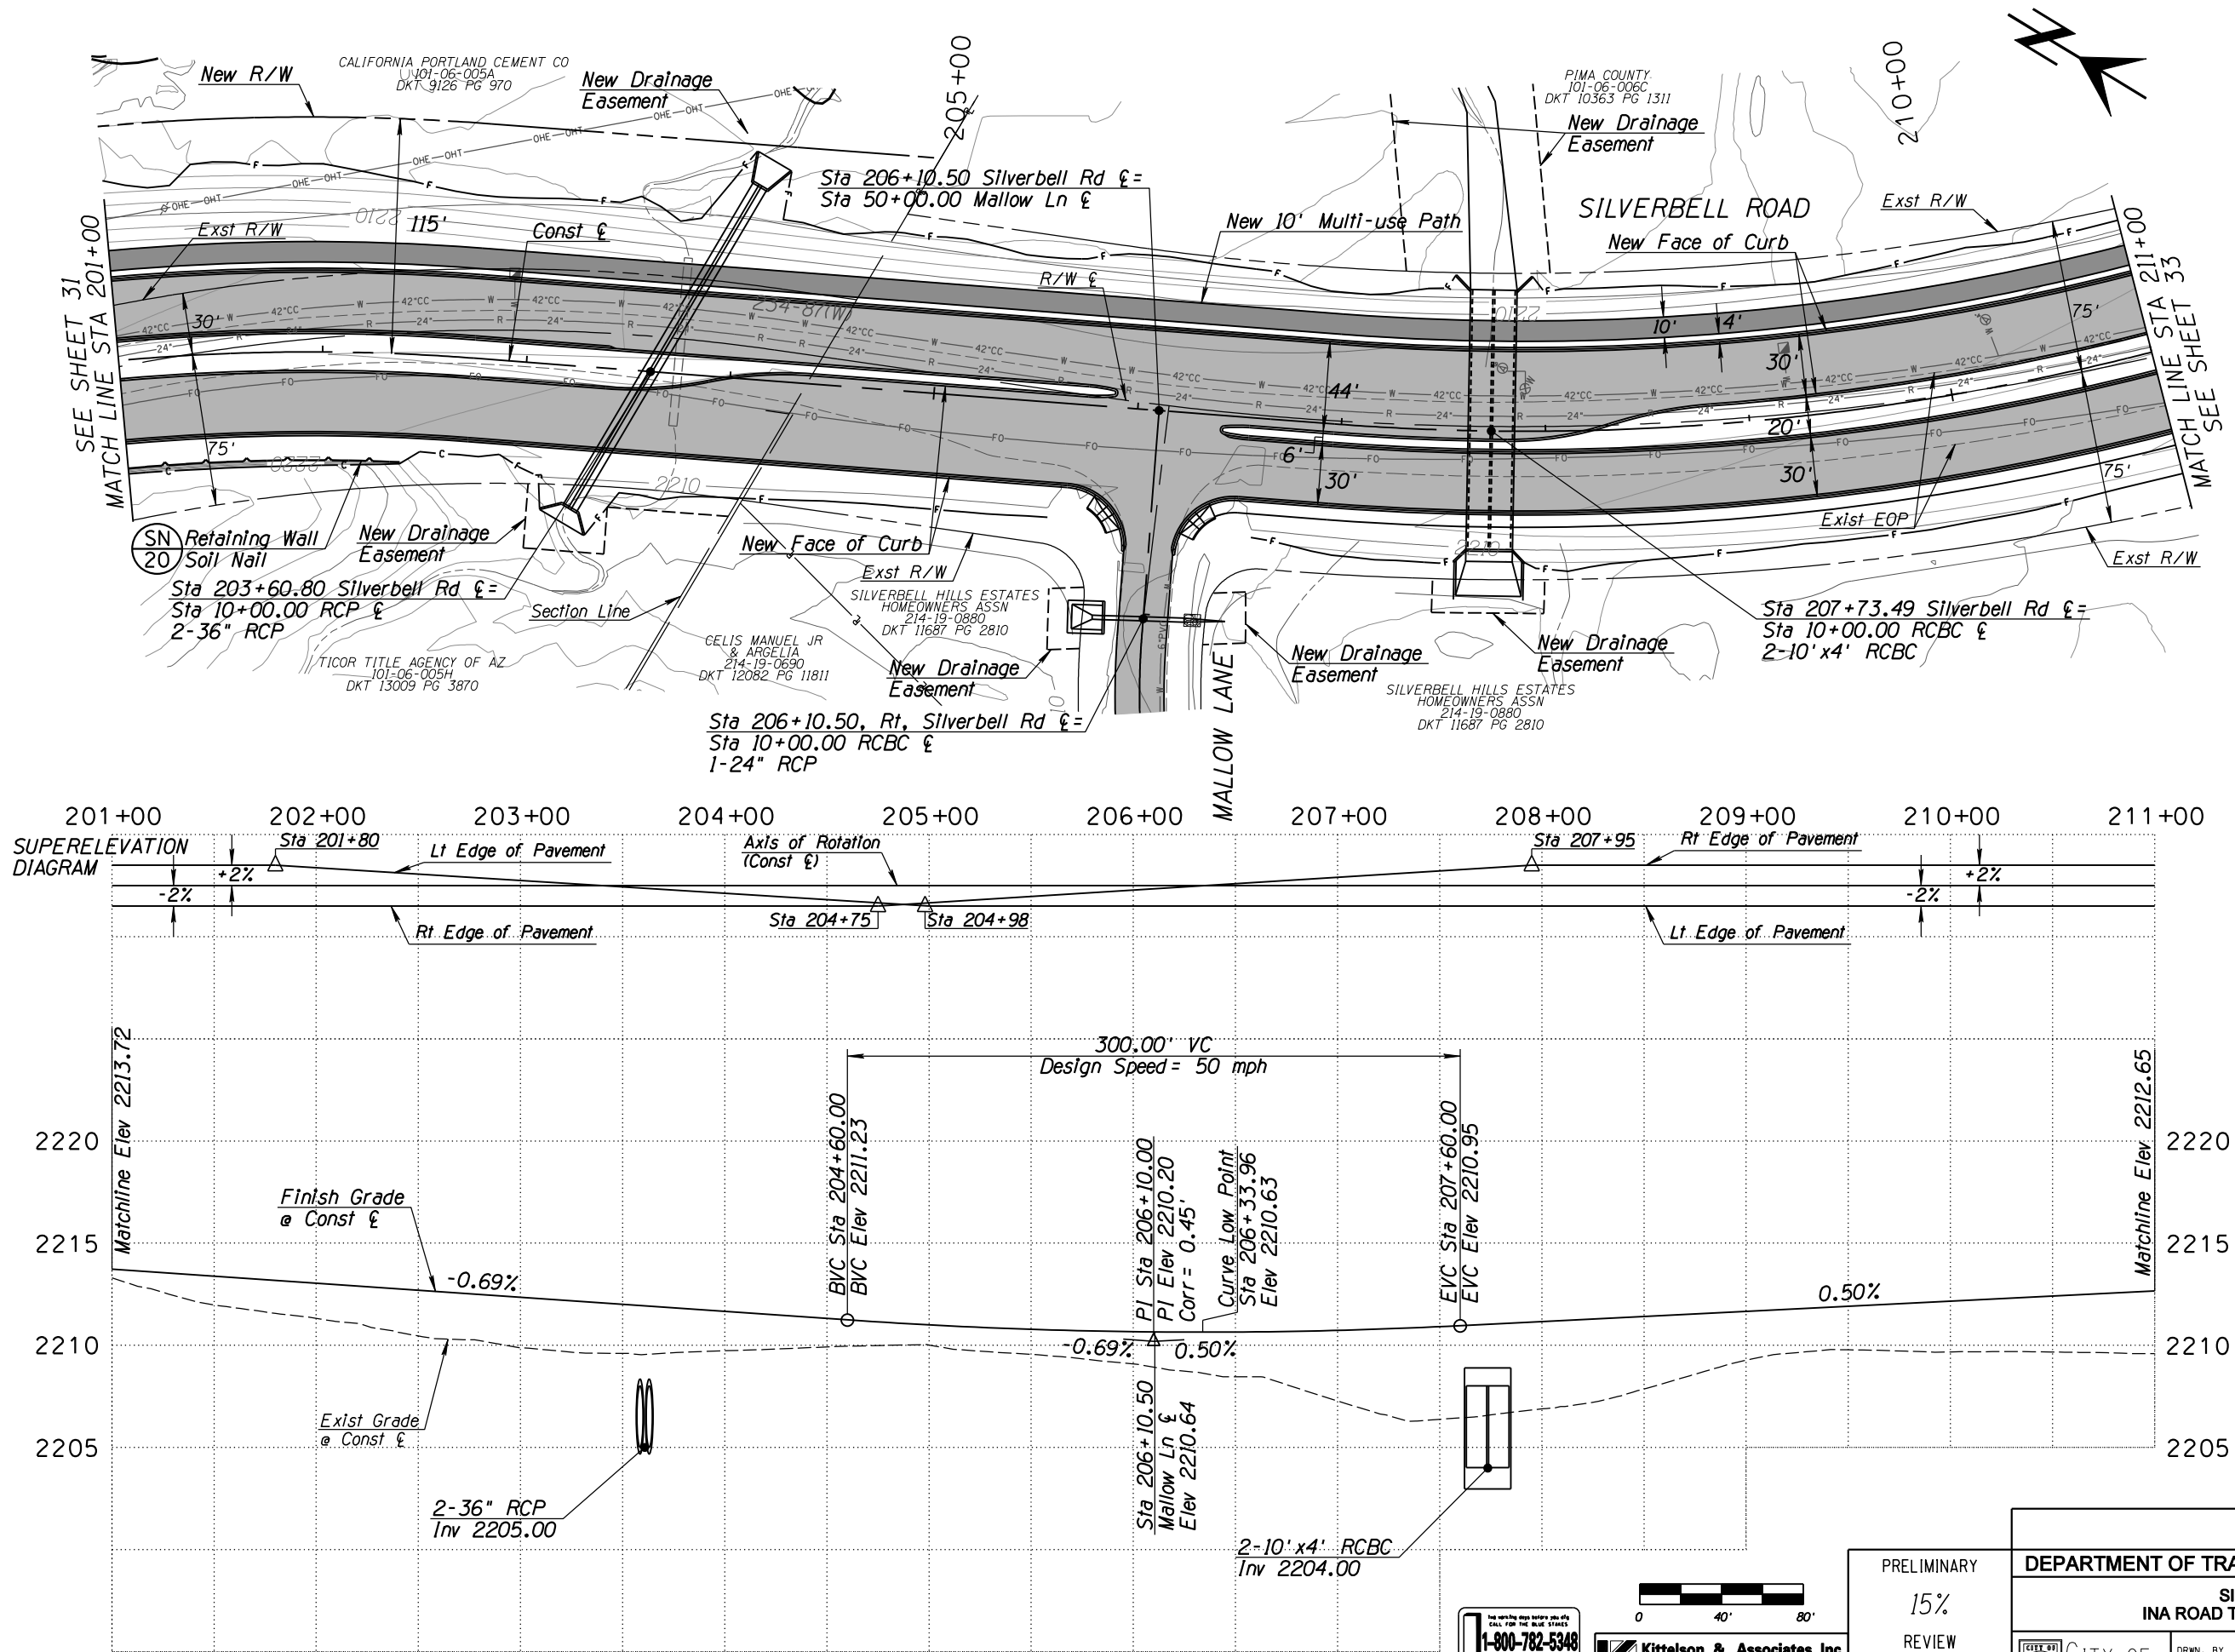 New R/W
CALIFORNIA PORTLAND CEMENT CO
101-06-005A
DKT 9126 PG 970
New Drainage
Easement
205+00
PIMA COUNTY
101-06-006C
DKT 10363 PG 1311
New Drainage
Easement
210+00
Sta 206+10.50 Silverbell Rd ℄=
Sta 50+00.00 Mallow Ln ℄
SILVERBELL ROAD
Exst R/W
New 10' Multi-use Path
New Face of Curb
Exst R/W
115'
Const ℄
R/W ℄
2210
2210
SEE SHEET 31
MATCH LINE STA 201+00
MATCH LINE STA 211+00
SEE SHEET 33
30'
75'
44'
6'
30'
10'
4'
30'
20'
30'
75'
75'
2220
2210
2210
SN
20
Retaining Wall
Soil Nail
New Drainage
Easement
Sta 203+60.80 Silverbell Rd ℄=
Sta 10+00.00 RCP ℄
2-36" RCP
Section Line
New Face of Curb
Exst R/W
SILVERBELL HILLS ESTATES
HOMEOWNERS ASSN
214-19-0880
DKT 11687 PG 2810
CELIS MANUEL JR
& ARGELIA
214-19-0690
DKT 12082 PG 11811
TICOR TITLE AGENCY OF AZ
101-06-005H
DKT 13009 PG 3870
New Drainage
Easement
Sta 206+10.50, Rt, Silverbell Rd ℄=
Sta 10+00.00 RCBC ℄
1-24" RCP
MALLOW LANE
New Drainage
Easement
New Drainage
Easement
SILVERBELL HILLS ESTATES
HOMEOWNERS ASSN
214-19-0880
DKT 11687 PG 2810
Exist EOP
Exst R/W
Sta 207+73.49 Silverbell Rd ℄=
Sta 10+00.00 RCBC ℄
2-10'x4' RCBC
201+00 202+00 203+00 204+00 205+00 206+00 207+00 208+00 209+00 210+00 211+00
SUPERELEVATION
DIAGRAM
Sta 201+80
Lt Edge of Pavement
Axis of Rotation
(Const ℄)
Sta 207+95
Rt Edge of Pavement
+2%
-2%
-2%
+2%
Rt Edge of Pavement
Sta 204+75
Sta 204+98
Lt Edge of Pavement
300.00' VC
Design Speed= 50 mph
Matchline Elev 2213.72
BVC Sta 204+60.00
BVC Elev 2211.23
PI Sta 206+10.00
PI Elev 2210.20
Corr= 0.45'
Curve Low Point
Sta 206+33.96
Elev 2210.63
EVC Sta 207+60.00
EVC Elev 2210.95
Matchline Elev 2212.65
2220
2220
Finish Grade
@ Const ℄
2215
2215
-0.69%
0.50%
2210
2210
-0.69%
0.50%
Exist Grade
@ Const ℄
2205
2205
Sta 206+10.50
Mallow Ln ℄
Elev 2210.64
2-36" RCP
Inv 2205.00
2-10'x4' RCBC
Inv 2204.00
PRELIMINARY
15%
REVIEW
DEPARTMENT OF TRA
SI
INA ROAD T
0 40' 80'
CALL FOR THE BLUE STAKES
1-800-782-5348
Kittelson & Associates Inc
CITY OF
DRWN. BY